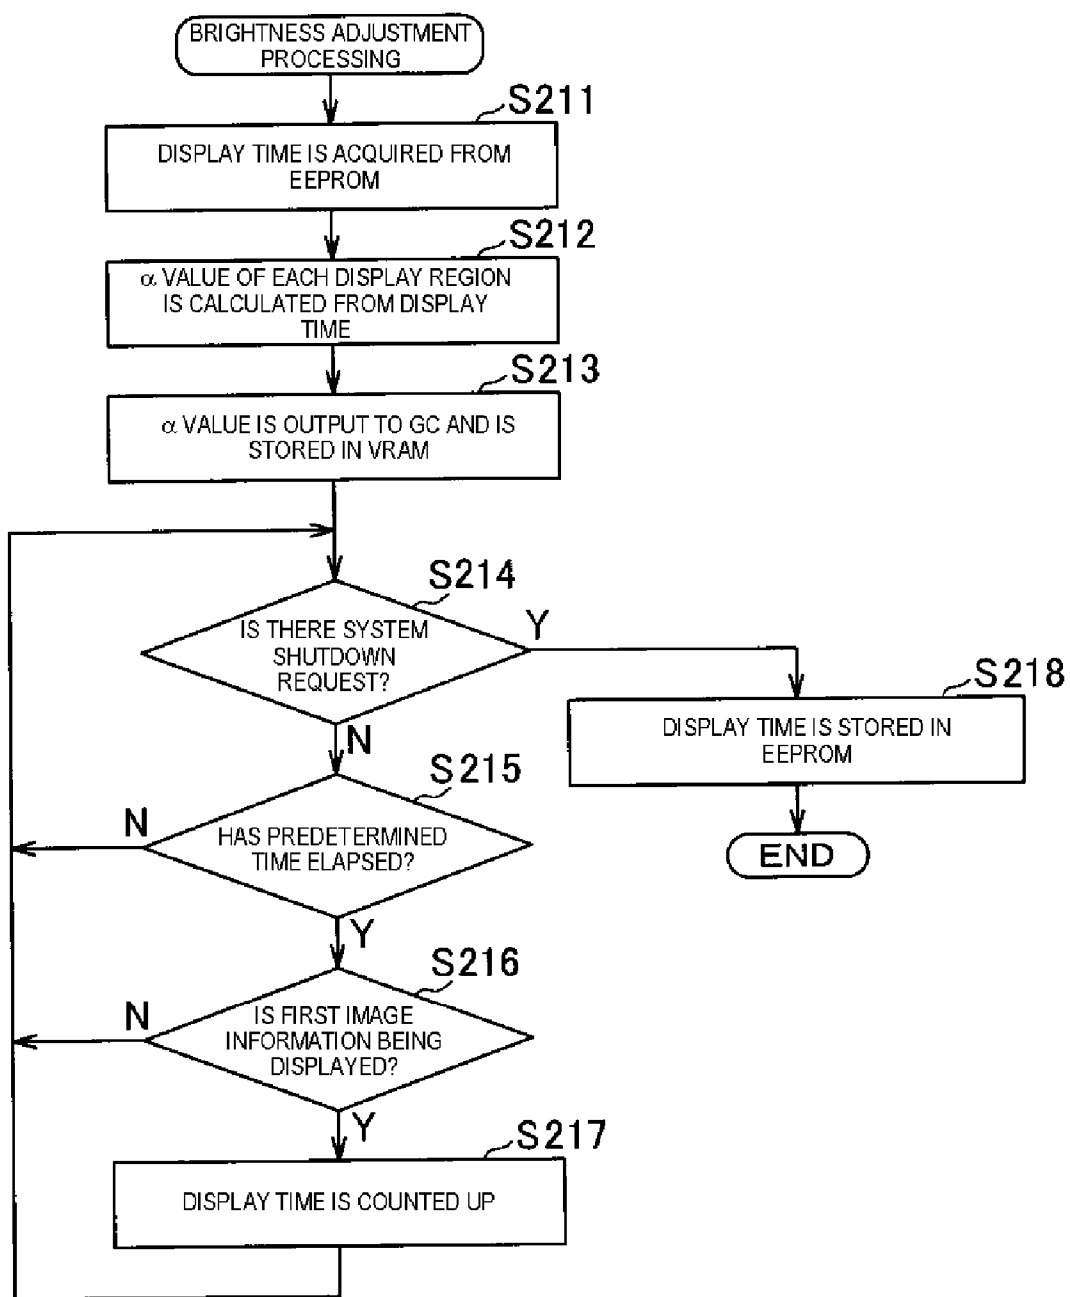 BRIGHTNESS ADJUSTMENT
PROCESSING
S211
DISPLAY TIME IS ACQUIRED FROM
EEPROM
S212
α VALUE OF EACH DISPLAY REGION
IS CALCULATED FROM DISPLAY
TIME
S213
α VALUE IS OUTPUT TO GC AND IS
STORED IN VRAM
S214
IS THERE SYSTEM
SHUTDOWN
REQUEST?
Y
N
S218
DISPLAY TIME IS STORED IN
EEPROM
END
S215
HAS PREDETERMINED
TIME ELAPSED?
N
Y
S216
IS FIRST IMAGE
INFORMATION BEING
DISPLAYED?
N
Y
S217
DISPLAY TIME IS COUNTED UP